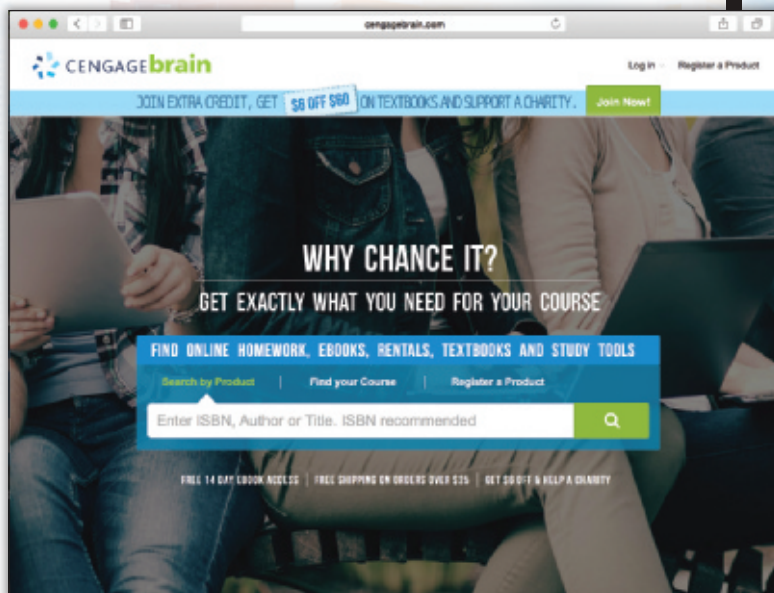 cengagebrain.com
CENGAGEbrain
Log in
Register a Product
JOIN EXTRA CREDIT, GET $6 OFF $60 ON TEXTBOOKS AND SUPPORT A CHARITY. Join Now!
WHY CHANCE IT?
GET EXACTLY WHAT YOU NEED FOR YOUR COURSE
FIND ONLINE HOMEWORK, EBOOKS, RENTALS, TEXTBOOKS AND STUDY TOOLS
Search by Product | Find your Course | Register a Product
Enter ISBN, Author or Title. ISBN recommended
FREE 14 DAY EBOOK ACCESS | FREE SHIPPING ON ORDERS OVER $25 | GET $6 OFF & HELP A CHARITY